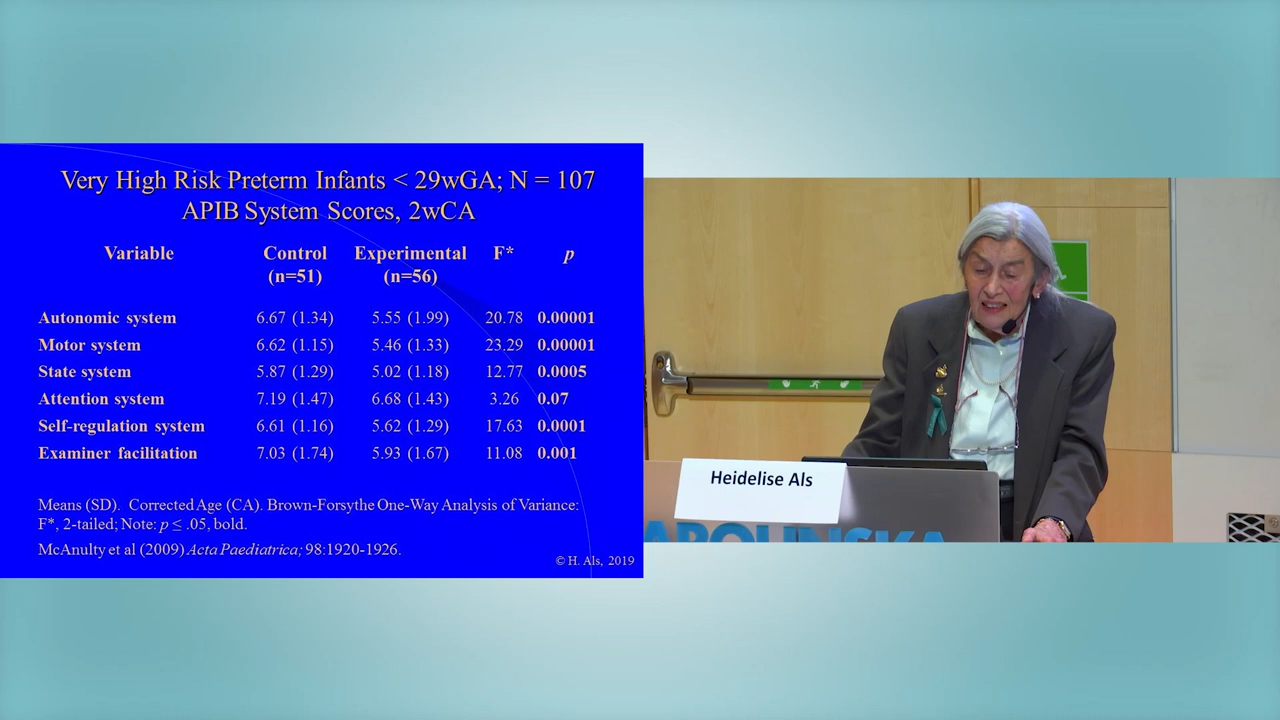 Very High Risk Preterm Infants < 29wGA; N = 107
APIB System Scores, 2wCA
Variable Control Experimental F* p
(n=51) (n=56)
Autonomic system 6.67 (1.34) 5.55 (1.99) 20.78 0.00001
Motor system 6.62 (1.15) 5.46 (1.33) 23.29 0.00001
State system 5.87 (1.29) 5.02 (1.18) 12.77 0.0005
Attention system 7.19 (1.47) 6.68 (1.43) 3.26 0.07
Self-regulation system 6.61 (1.16) 5.62 (1.29) 17.63 0.0001
Examiner facilitation 7.03 (1.74) 5.93 (1.67) 11.08 0.001
Means (SD). Corrected Age (CA). Brown-Forsythe One-Way Analysis of Variance:
F*, 2-tailed; Note: p ≤ .05, bold.
McAnulty et al (2009) Acta Paediatrica; 98:1920-1926.
© H. Als, 2019
Heidelise Als